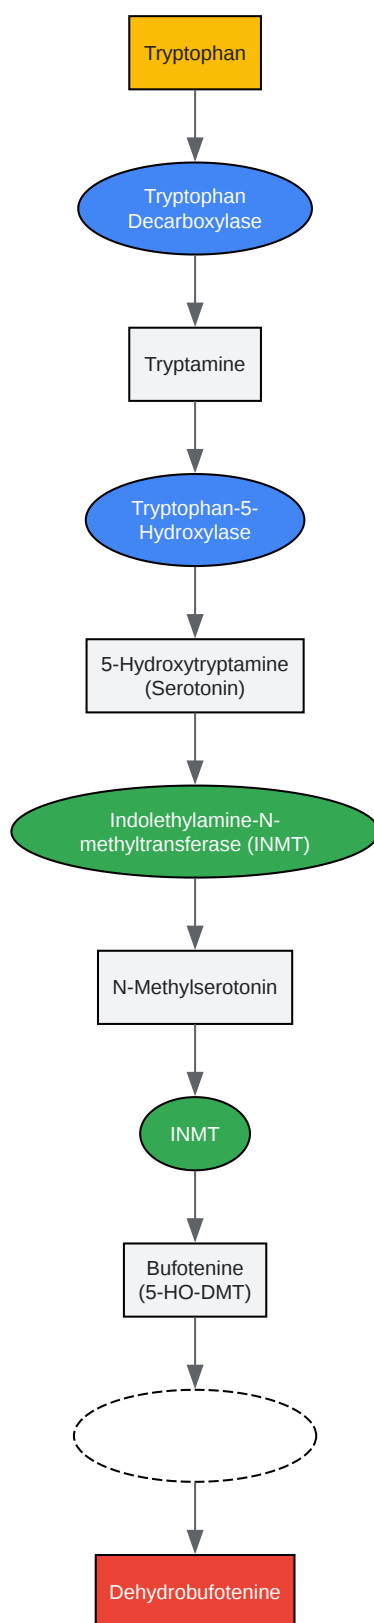 Tryptophan
Tryptophan
Decarboxylase
Tryptamine
Tryptophan-5-
Hydroxylase
5-Hydroxytryptamine
(Serotonin)
Indolethylamine-N-
methyltransferase (INMT)
N-Methylserotonin
INMT
Bufotenine
(5-HO-DMT)
Dehydrobufotenine